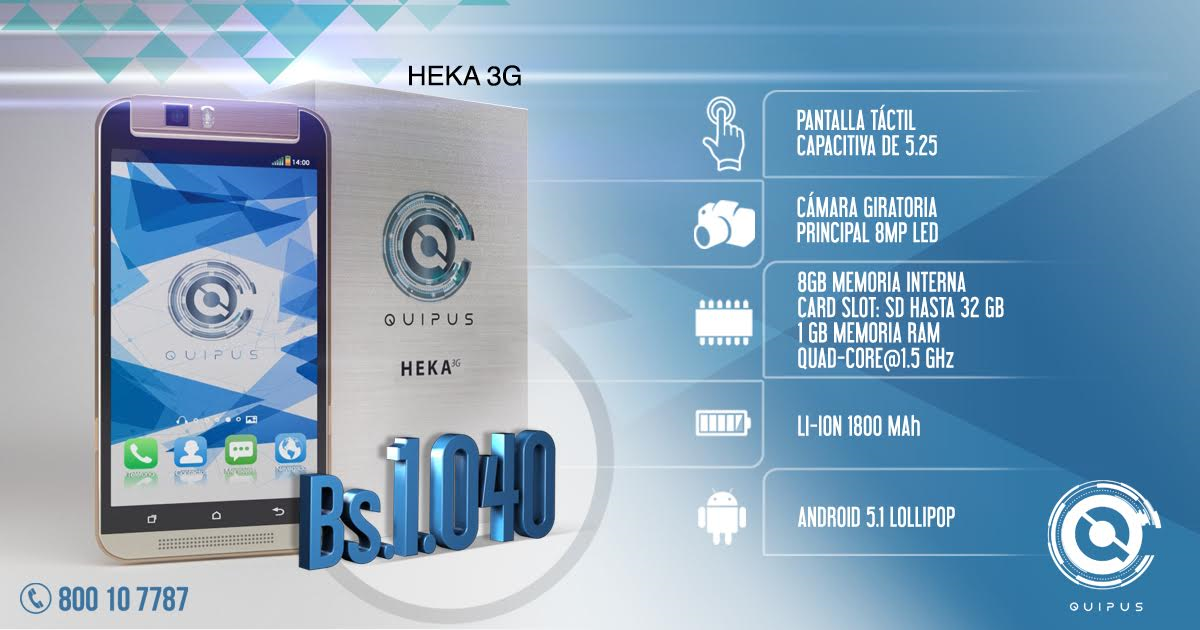 HEKA 3G
14:00
QUIPUS
QUIPUS
HEKA 3G
Bs.1.040
800 10 7787
PANTALLA TÁCTIL
CAPACITIVA DE 5.25
CÁMARA GIRATORIA
PRINCIPAL 8MP LED
8GB MEMORIA INTERNA
CARD SLOT: SD HASTA 32 GB
1 GB MEMORIA RAM
QUAD-CORE@1.5 GHz
LI-ION 1800 MAh
ANDROID 5.1 LOLLIPOP
QUIPUS